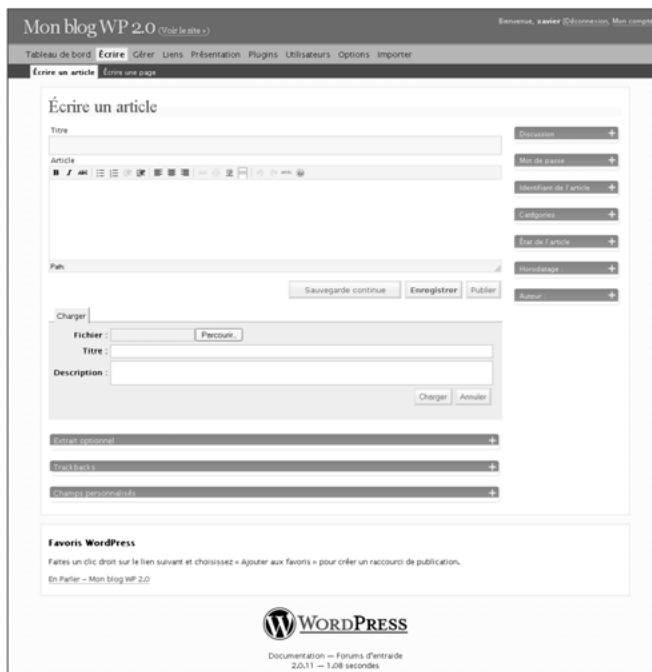 Mon blog WP 2.0 (Voir le site »)
Bienvenue, xavier [Déconnexion, Mon compte
Tableau de bord Écrire Gérer Liens Présentation Plugins Utilisateurs Options Importer
Écrire un article Écrire une page
Écrire un article
Titre
Article
B I ABC HTML
Path:
Sauvegarde continue Enregistrer Publier
Discussion +
Mot de passe +
Identifiant de l'article +
Catégories +
État de l'article +
Horodatage : +
Auteur : +
Charger
Fichier : Parcourir..
Titre :
Description :
Charger Annuler
Extrait optionnel +
Trackbacks +
Champs personnalisés +
Favoris WordPress
Faites un clic droit sur le lien suivant et choisissez « Ajouter aux favoris » pour créer un raccourci de publication.
En Parler – Mon blog WP 2.0
WORDPRESS
Documentation — Forums d'entraide
2.0.11 — 1.08 secondes